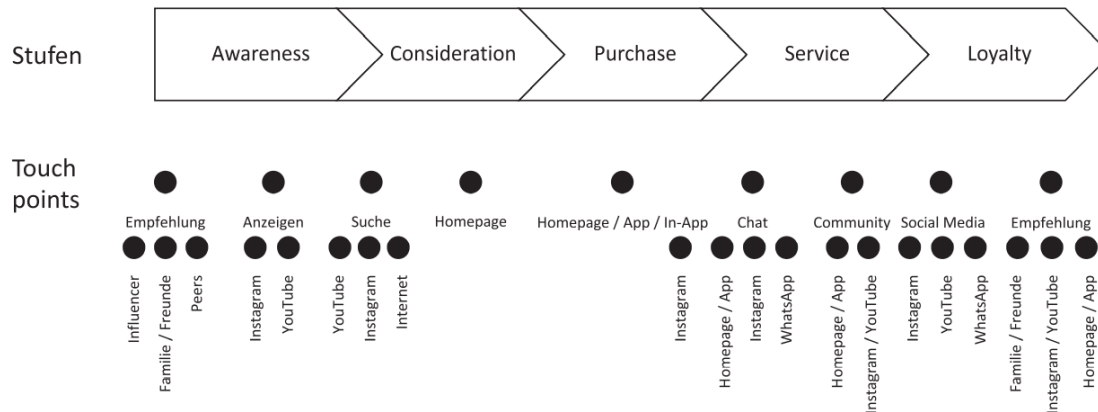 Stufen
Awareness
Consideration
Purchase
Service
Loyalty
Touch
points
Empfehlung
Anzeigen
Suche
Homepage
Homepage / App / In-App
Chat
Community
Social Media
Empfehlung
Influencer
Familie / Freunde
Peers
Instagram
YouTube
YouTube
Instagram
Internet
Instagram
Homepage / App
Instagram
WhatsApp
Homepage / App
Instagram / YouTube
Instagram
YouTube
WhatsApp
Familie / Freunde
Instagram / YouTube
Homepage / App